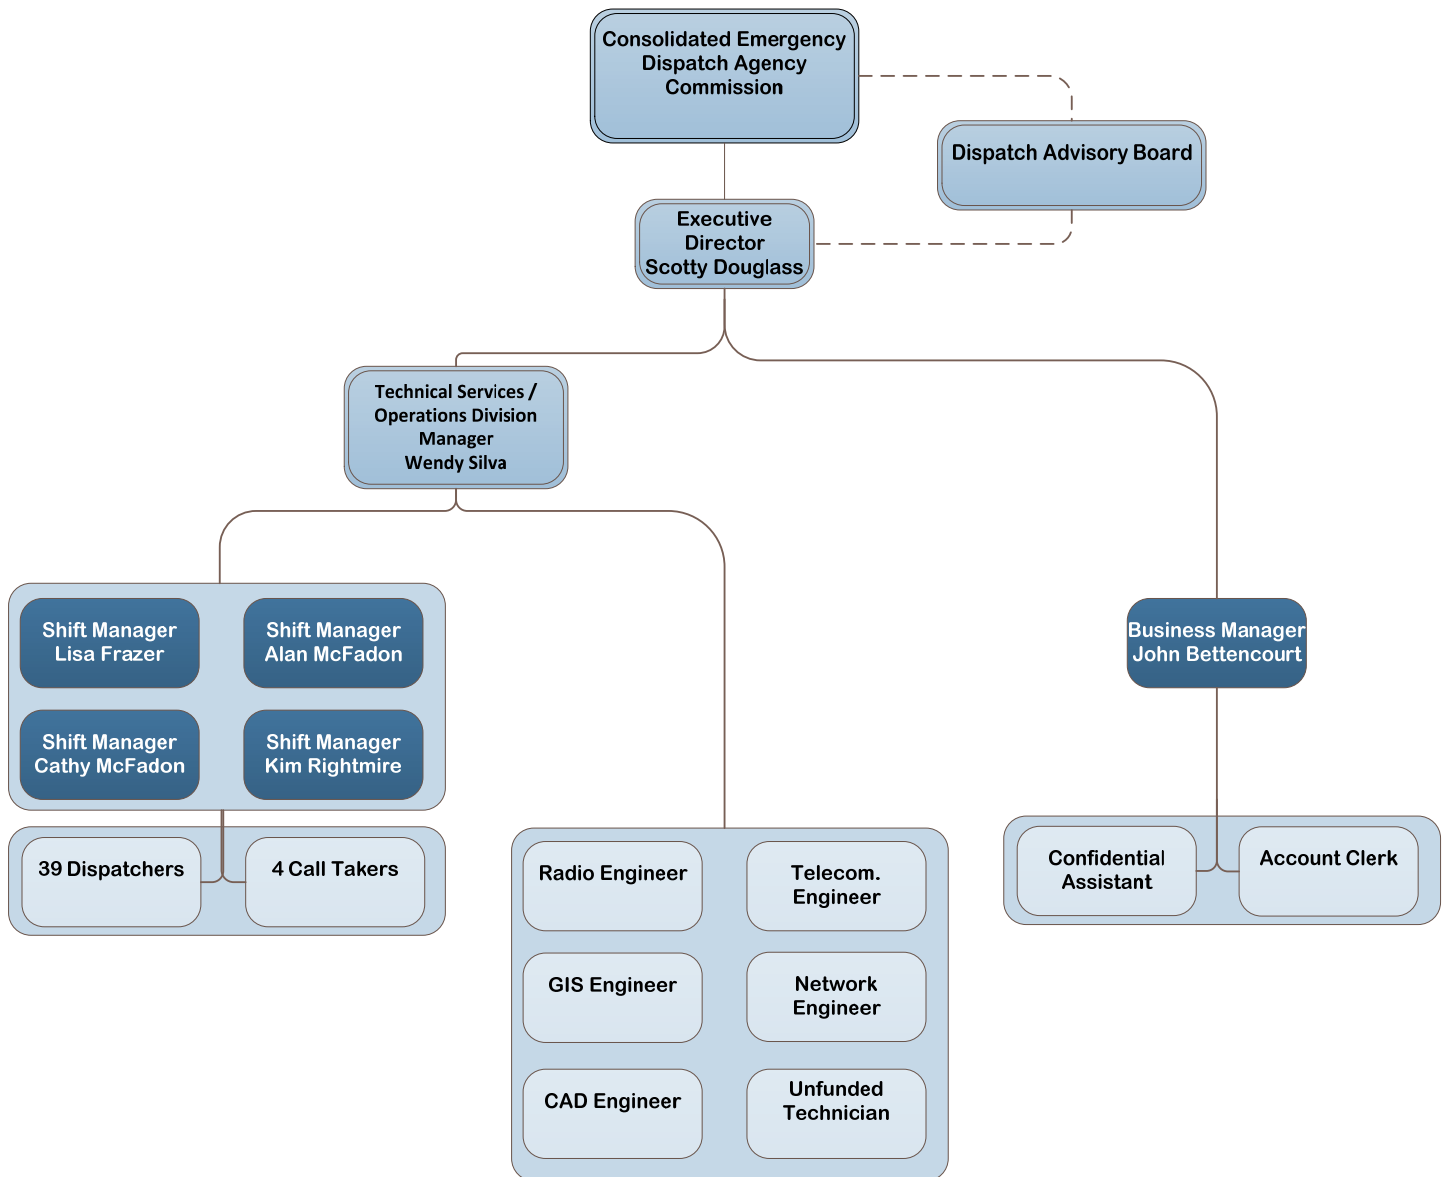 Consolidated Emergency
Dispatch Agency
Commission
Dispatch Advisory Board
Executive
Director
Scotty Douglass
Technical Services /
Operations Division
Manager
Wendy Silva
Shift Manager
Lisa Frazer
Shift Manager
Alan McFadon
Business Manager
John Bettencourt
Shift Manager
Cathy McFadon
Shift Manager
Kim Rightmire
39 Dispatchers
4 Call Takers
Radio Engineer
Telecom.
Engineer
Confidential
Assistant
Account Clerk
GIS Engineer
Network
Engineer
CAD Engineer
Unfunded
Technician